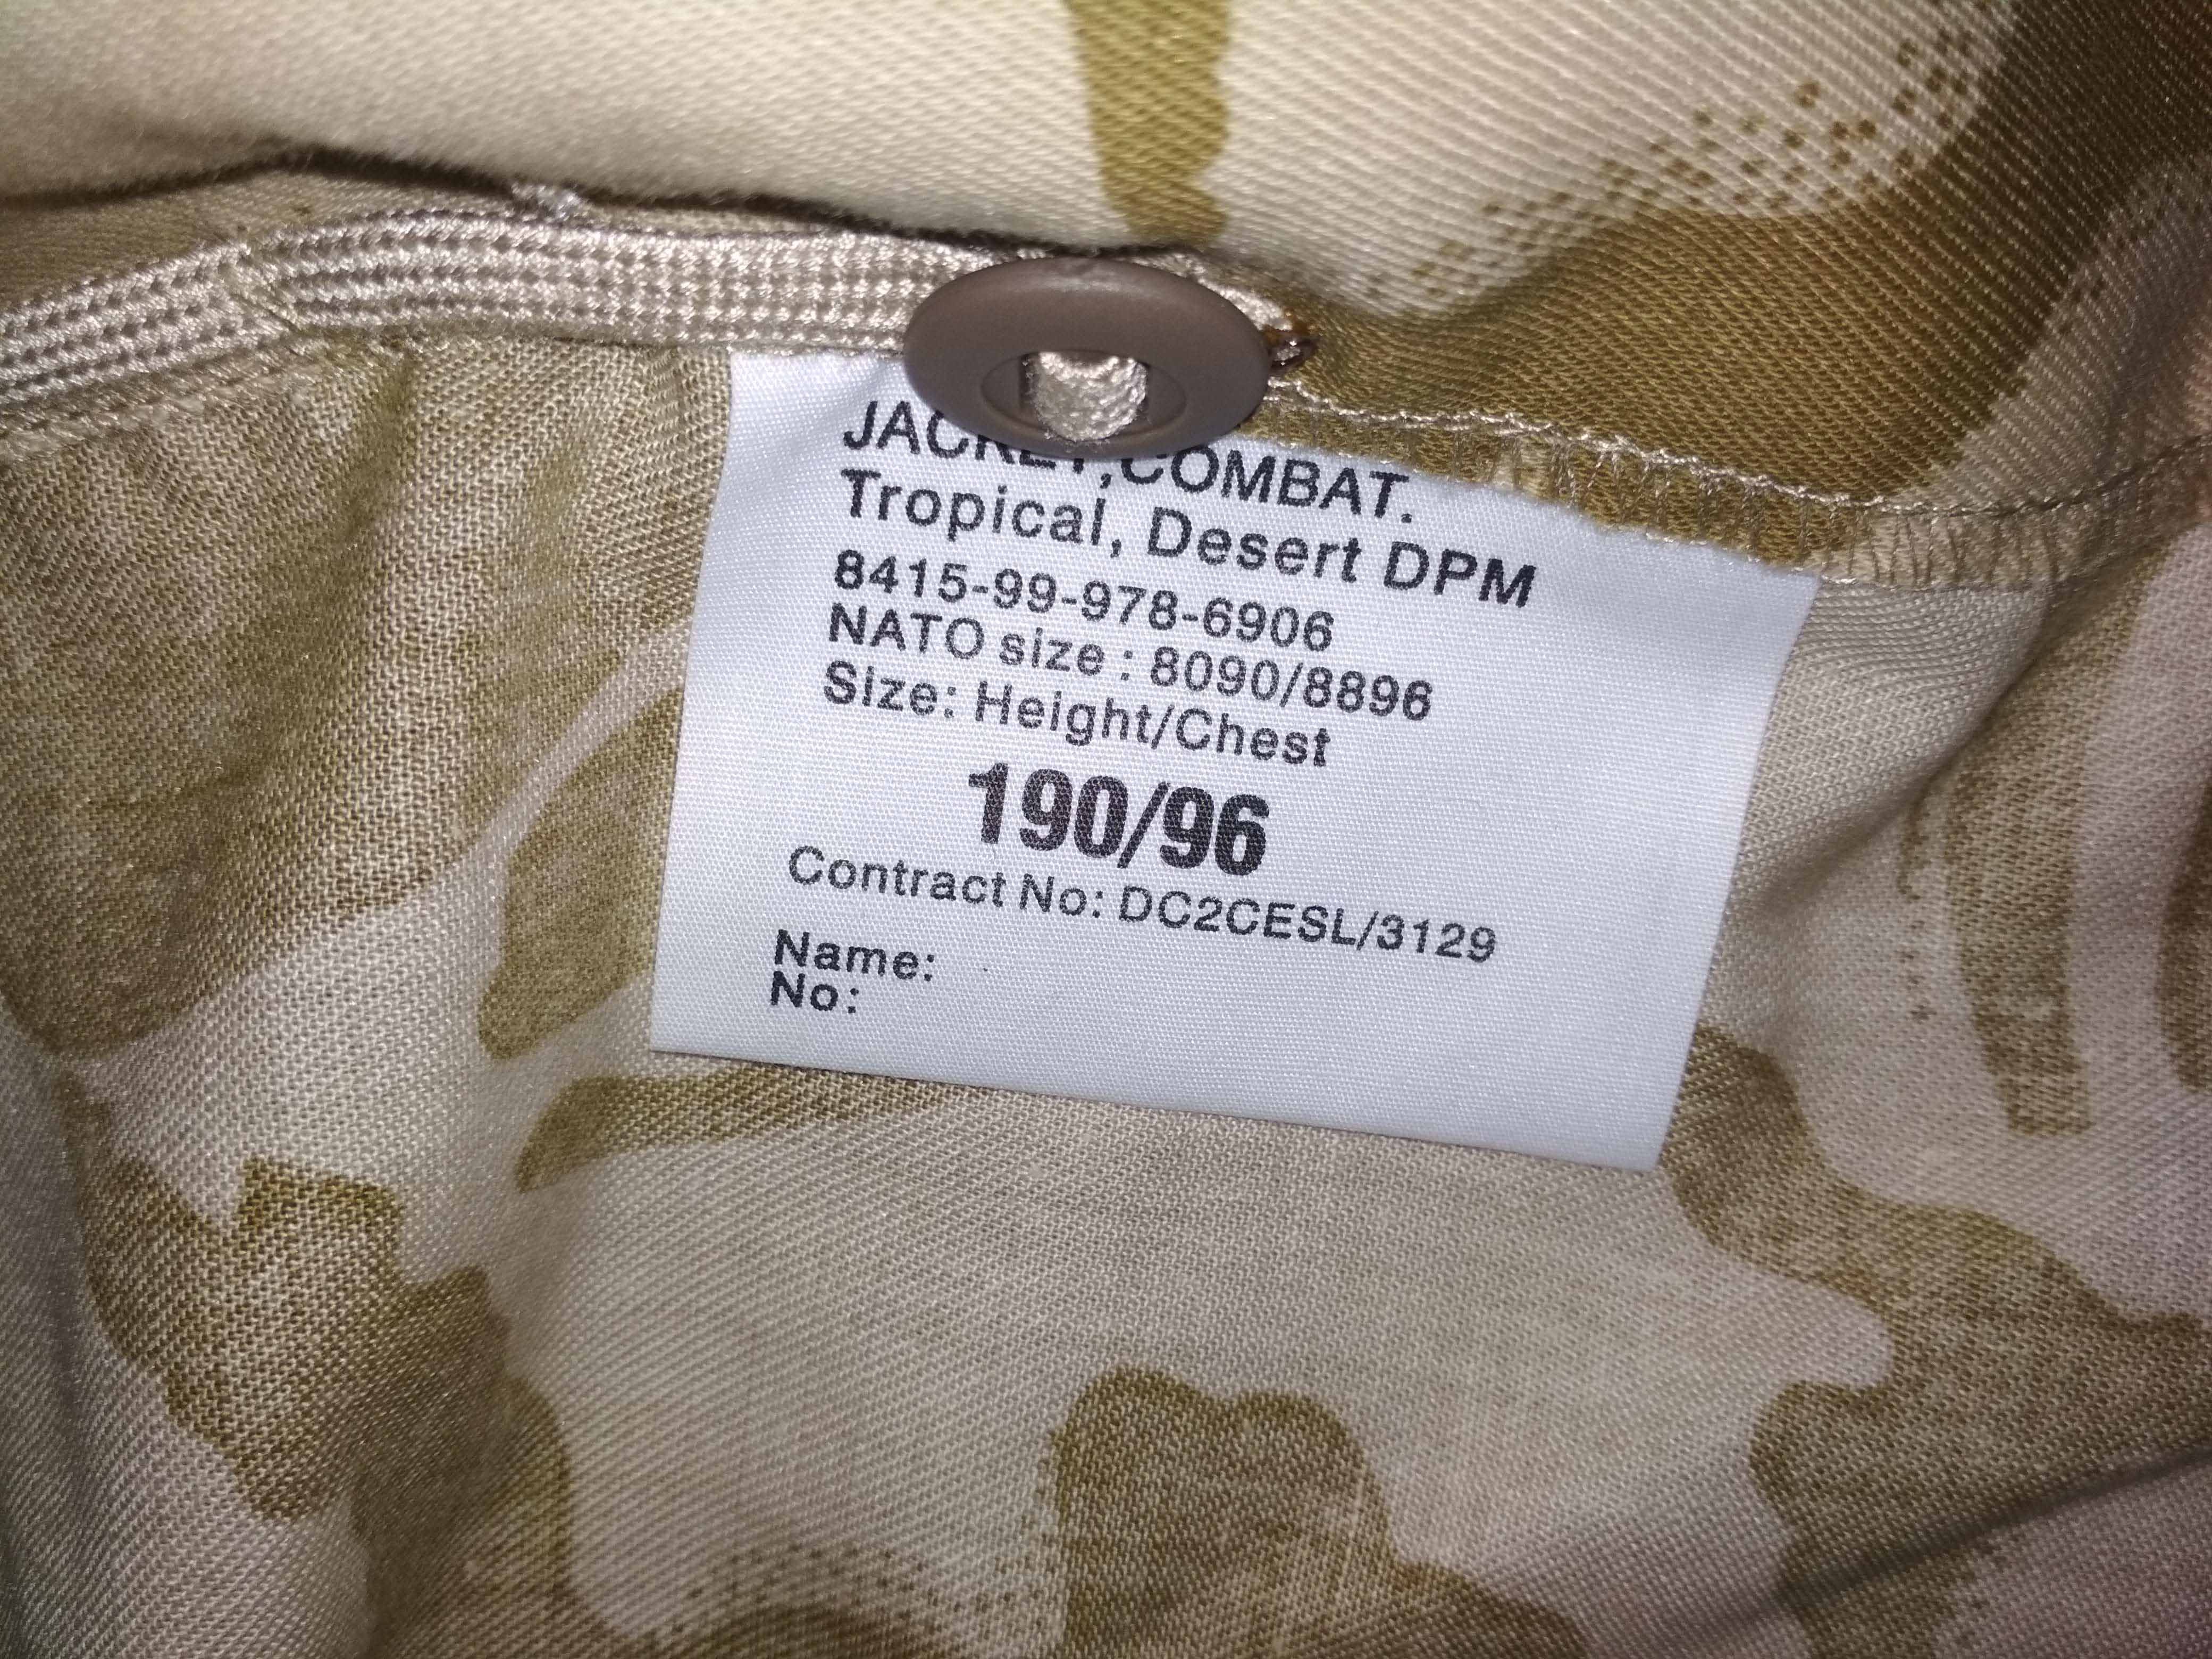 JACKET,COMBAT.
Tropical, Desert DPM
8415-99-978-6906
NATO size : 8090/8896
Size: Height/Chest
190/96
Contract No: DC2CESL/3129
Name:
No: